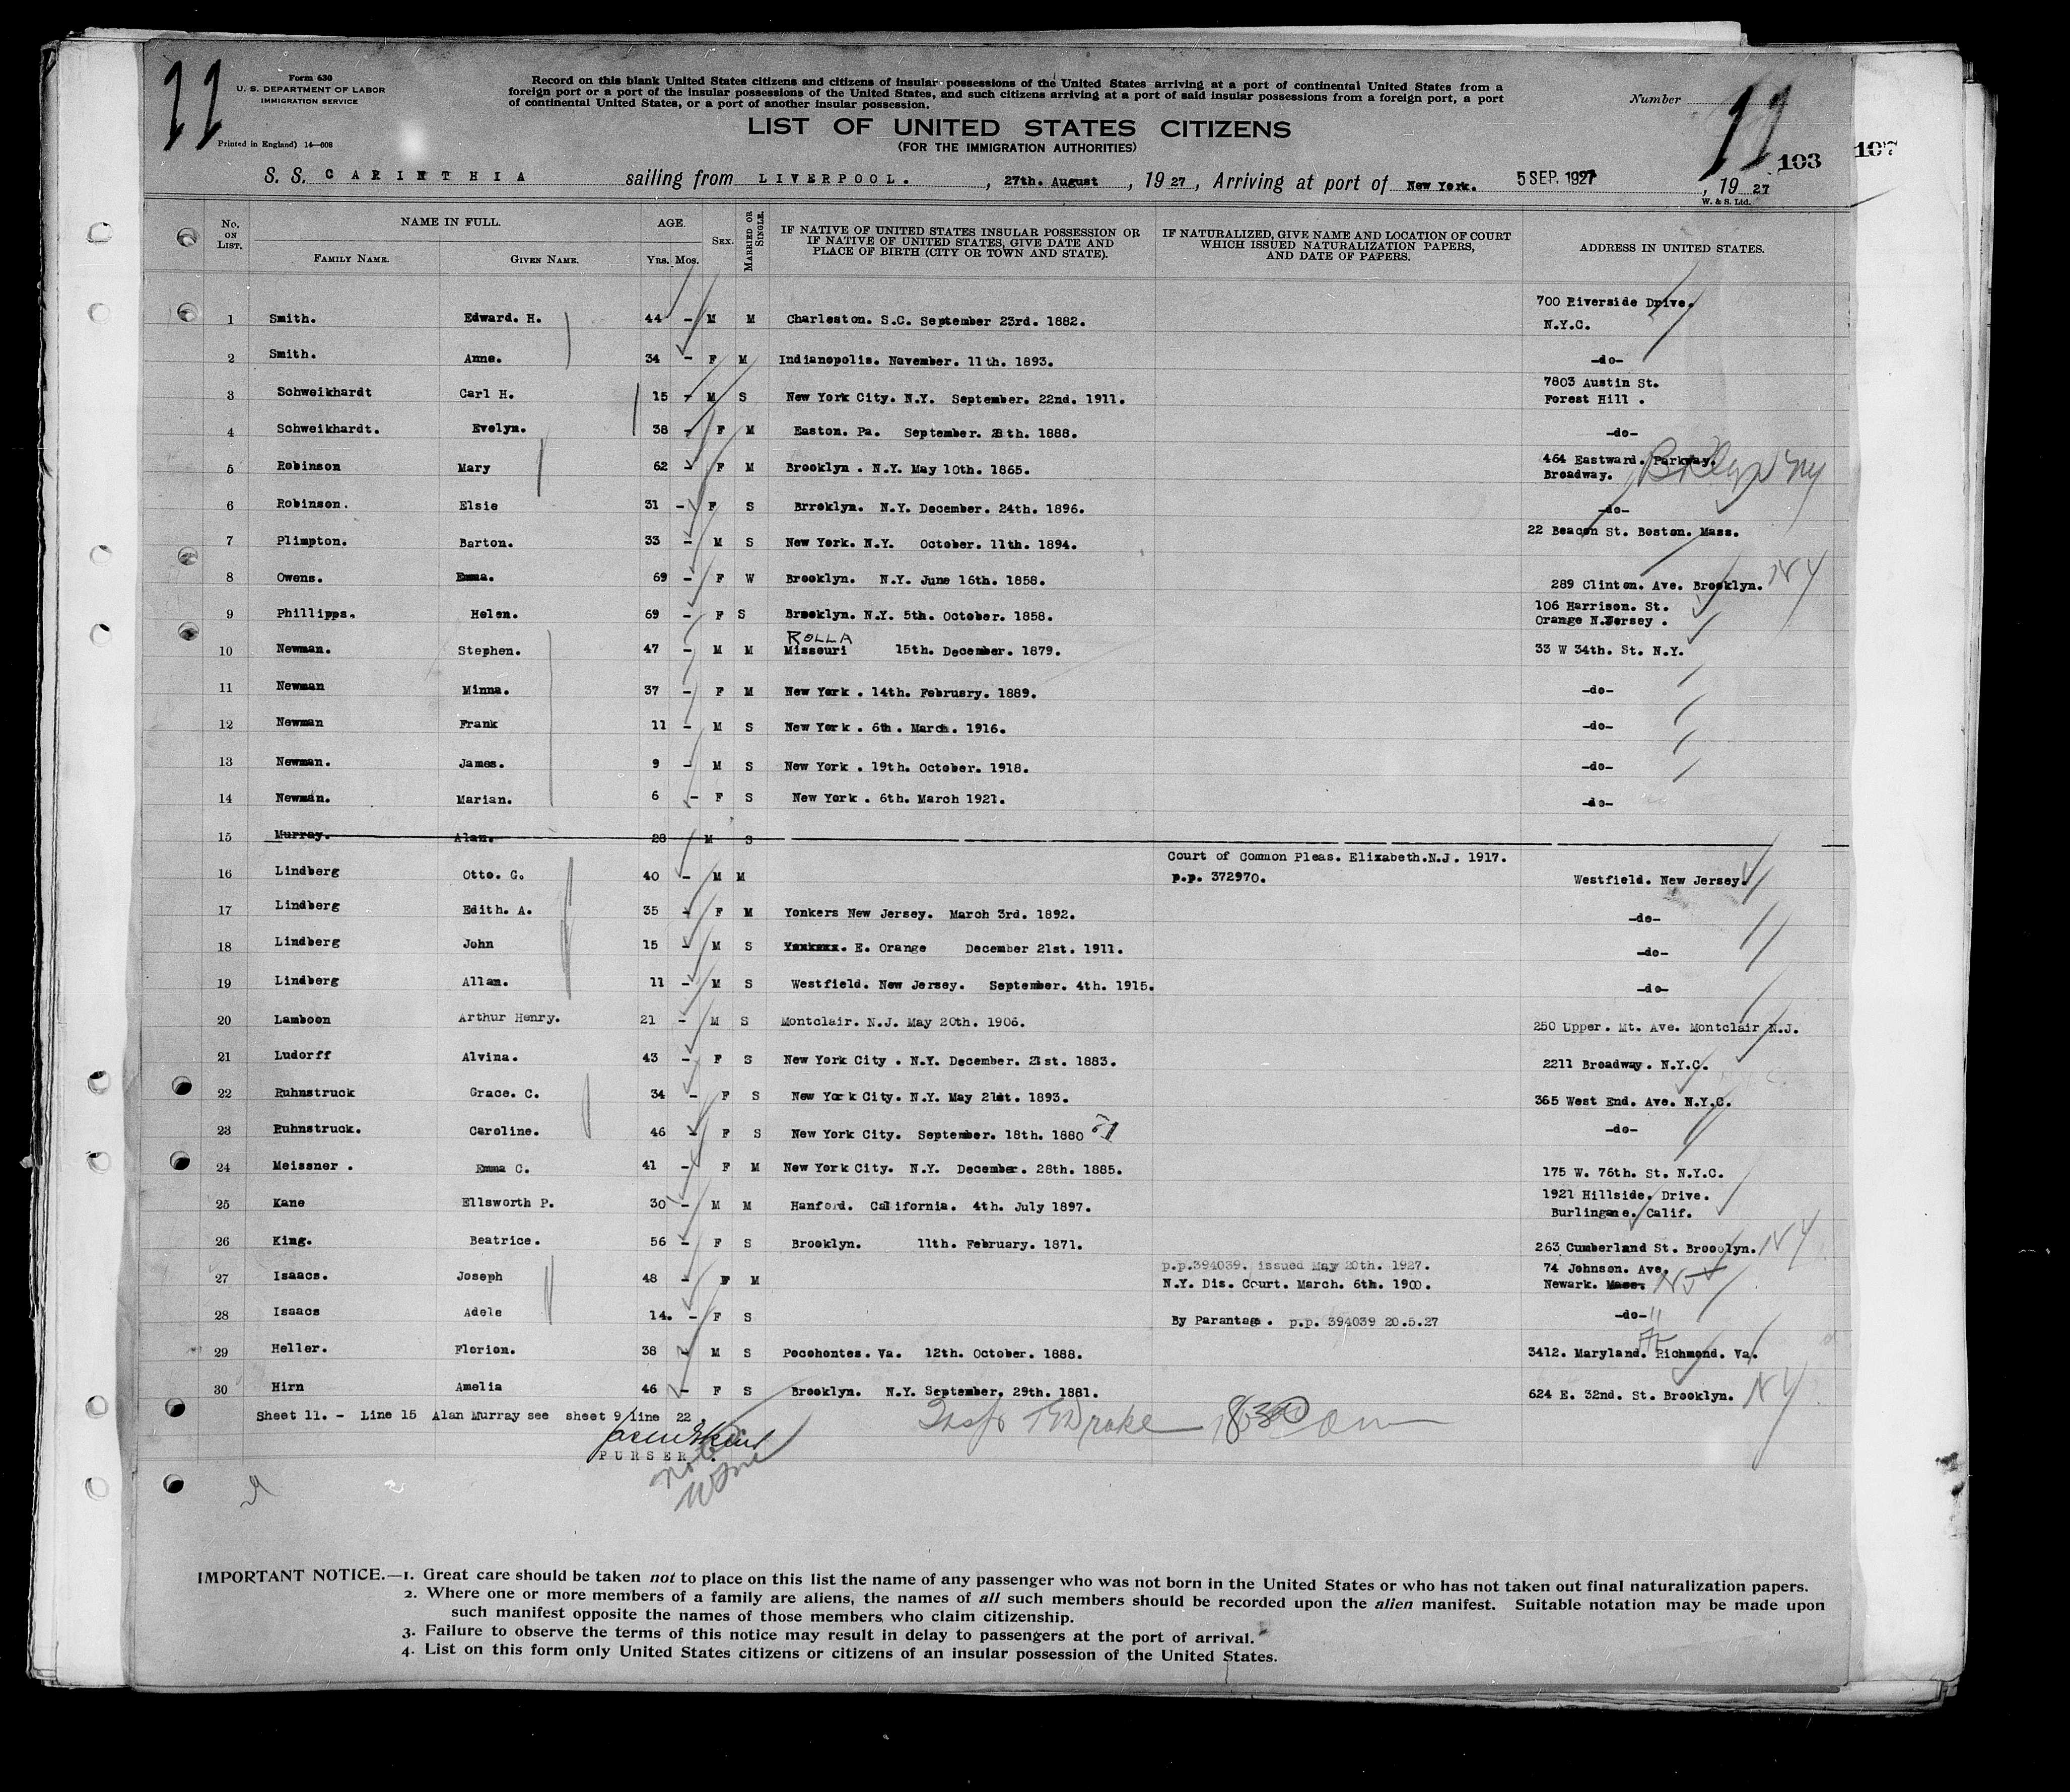 11
Form 630
U. S. DEPARTMENT OF LABOR
IMMIGRATION SERVICE
Printed in England) 14—608
Record on this blank United States citizens and citizens of insular possessions of the United States arriving at a port of continental United States from a
foreign port or a port of the insular possessions of the United States, and such citizens arriving at a port of said insular possessions from a foreign port, a port
of continental United States, or a port of another insular possession.
Number 11
LIST OF UNITED STATES CITIZENS
(FOR THE IMMIGRATION AUTHORITIES)
103 107
S. S. CARINTHIA sailing from LIVERPOOL. , 27th. August , 19 27 , Arriving at port of New York. 5 SEP. 1927 , 19 27
W. & S. Ltd.
No. ON LIST. NAME IN FULL. FAMILY NAME. GIVEN NAME. AGE. YRS. MOS. SEX. MARRIED OR SINGLE. IF NATIVE OF UNITED STATES INSULAR POSSESSION OR IF NATIVE OF UNITED STATES, GIVE DATE AND PLACE OF BIRTH (CITY OR TOWN AND STATE). IF NATURALIZED, GIVE NAME AND LOCATION OF COURT WHICH ISSUED NATURALIZATION PAPERS, AND DATE OF PAPERS. ADDRESS IN UNITED STATES.
1 Smith. Edward. H. 44 - M M Charleston. S.C. September 23rd. 1882. 700 Riverside Drive. N.Y.C.
2 Smith. Anne. 34 - F M Indianopolis. November. 11th. 1893. -do-
3 Schweikhardt Carl H. 15 - M S New York City. N.Y. September. 22nd. 1911. 7803 Austin St. Forest Hill .
4 Schweikhardt. Evelyn. 38 - F M Easton. Pa. September. 28th. 1888. -do-
5 Robinson Mary 62 - F M Brooklyn . N.Y. May 10th. 1865. 464 Eastward. Parkway. Broadway. Brklyn NY
6 Robinson. Elsie 31 - F S Brroklyn. N.Y. December. 24th. 1896. -do-
7 Plimpton. Barton. 33 - M S New York. N.Y. October. 11th. 1894. 22 Beacon St. Boston. Mass.
8 Owens. Emma. 69 - F W Brooklyn. N.Y. June 16th. 1858. 289 Clinton. Ave. Brooklyn. NY
9 Phillipps. Helen. 69 - F S Brooklyn. N.Y. 5th. October. 1858. 106 Harrison. St. Orange N.Jersey .
10 Newman. Stephen. 47 - M M ROLLA Missouri 15th. December. 1879. 33 W 34th. St. N.Y.
11 Newman Minna. 37 - F M New York . 14th. February. 1889. -do-
12 Newman Frank 11 - M S New York . 6th. March. 1916. -do-
13 Newman. James. 9 - M S New York . 19th. October. 1918. -do-
14 Newman. Marian. 6 - F S New York . 6th. March 1921. -do-
15 Murray. Alan. 28 M S
16 Lindberg Otto. G. 40 - M M Court of Common Pleas. Elizabeth.N.J. 1917. p.p. 372970. Westfield. New Jersey.
17 Lindberg Edith. A. 35 - F M Yonkers New Jersey. March 3rd. 1892. -do-
18 Lindberg John 15 - M S E. Orange December 21st. 1911. -do-
19 Lindberg Allan. 11 - M S Westfield. New Jersey. September. 4th. 1915. -do-
20 Lamboon Arthur Henry. 21 - M S Montclair. N.J. May 20th. 1906. 250 Upper. Mt. Ave. Montclair N.J.
21 Ludorff Alvina. 43 - F S New York City . N.Y. December. 21st. 1883. 2211 Broadway. N.Y.C.
22 Ruhnstruck Grace. C. 34 - F S New York City. N.Y. May 21st. 1893. 365 West End. Ave. N.Y.C.
23 Ruhnstruck. Caroline. 46 - F S New York City. September. 18th. 1880 -do-
24 Meissner . Emma C. 41 - F M New York City. N.Y. December. 28th. 1885. 175 W. 76th. St. N.Y.C.
25 Kane Ellsworth P. 30 - M M Hanford. California. 4th. July 1897. 1921 Hillside. Drive. Burlingame. Calif.
26 King. Beatrice. 56 - F S Brooklyn. 11th. February. 1871. 263 Cumberland St. Brooolyn. NY
27 Isaacs. Joseph 48 - F M p.p.394039. issued May 20th. 1927. N.Y. Dis. Court. March. 6th. 1900. 74 Johnson. Ave. Newark. Mass. NJ
28 Isaacs Adele 14. - F S By Parantage . p.p. 394039 20.5.27 -do- "
29 Heller. Florion. 38 - M S Pocohontes. Va. 12th. October. 1888. 3412. Maryland. Richmond. Va.
30 Hirn Amelia 46 - F S Brooklyn. N.Y. September. 29th. 1881. 624 E. 32nd. St. Brooklyn. NY
Sheet 11. - Line 15 Alan Murray see sheet 9 line 22
Insp Drake 830 am
PURSER.
IMPORTANT NOTICE.—1. Great care should be taken not to place on this list the name of any passenger who was not born in the United States or who has not taken out final naturalization papers.
2. Where one or more members of a family are aliens, the names of all such members should be recorded upon the alien manifest. Suitable notation may be made upon
such manifest opposite the names of those members who claim citizenship.
3. Failure to observe the terms of this notice may result in delay to passengers at the port of arrival.
4. List on this form only United States citizens or citizens of an insular possession of the United States.